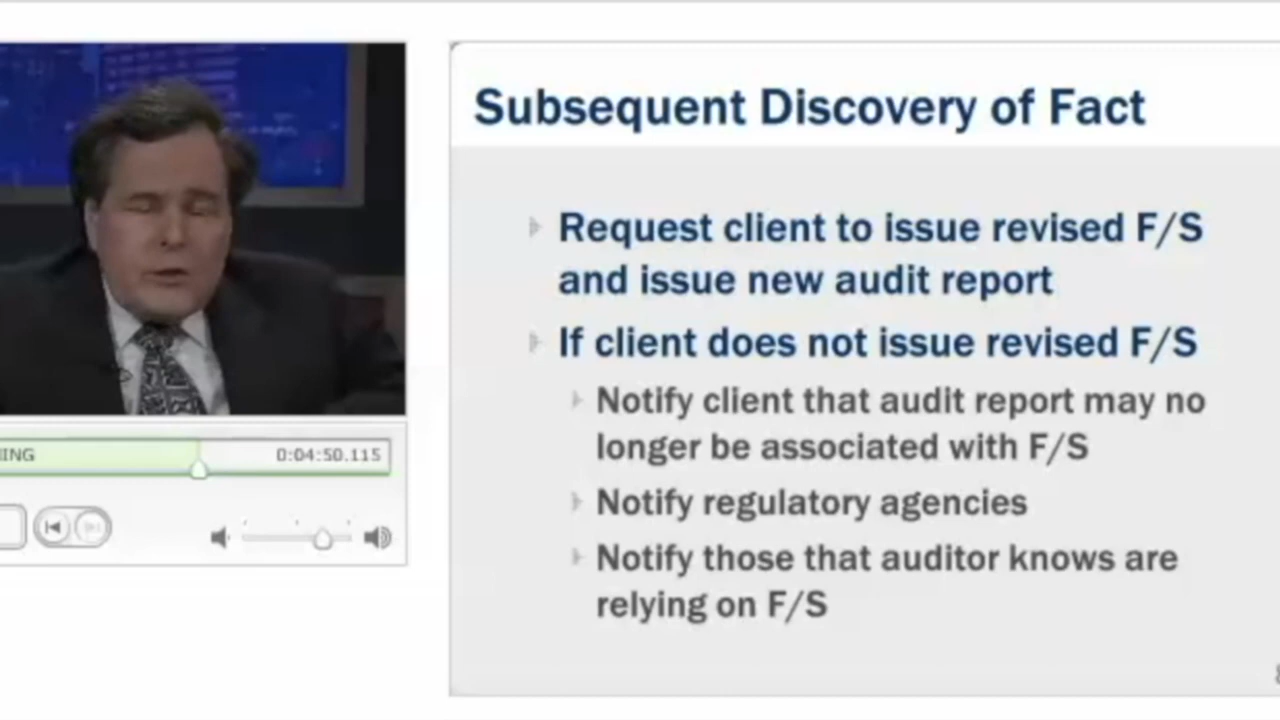 Subsequent Discovery of Fact
Request client to issue revised F/S
and issue new audit report
If client does not issue revised F/S
Notify client that audit report may no
longer be associated with F/S
Notify regulatory agencies
Notify those that auditor knows are
relying on F/S
ING
0:04:50.115